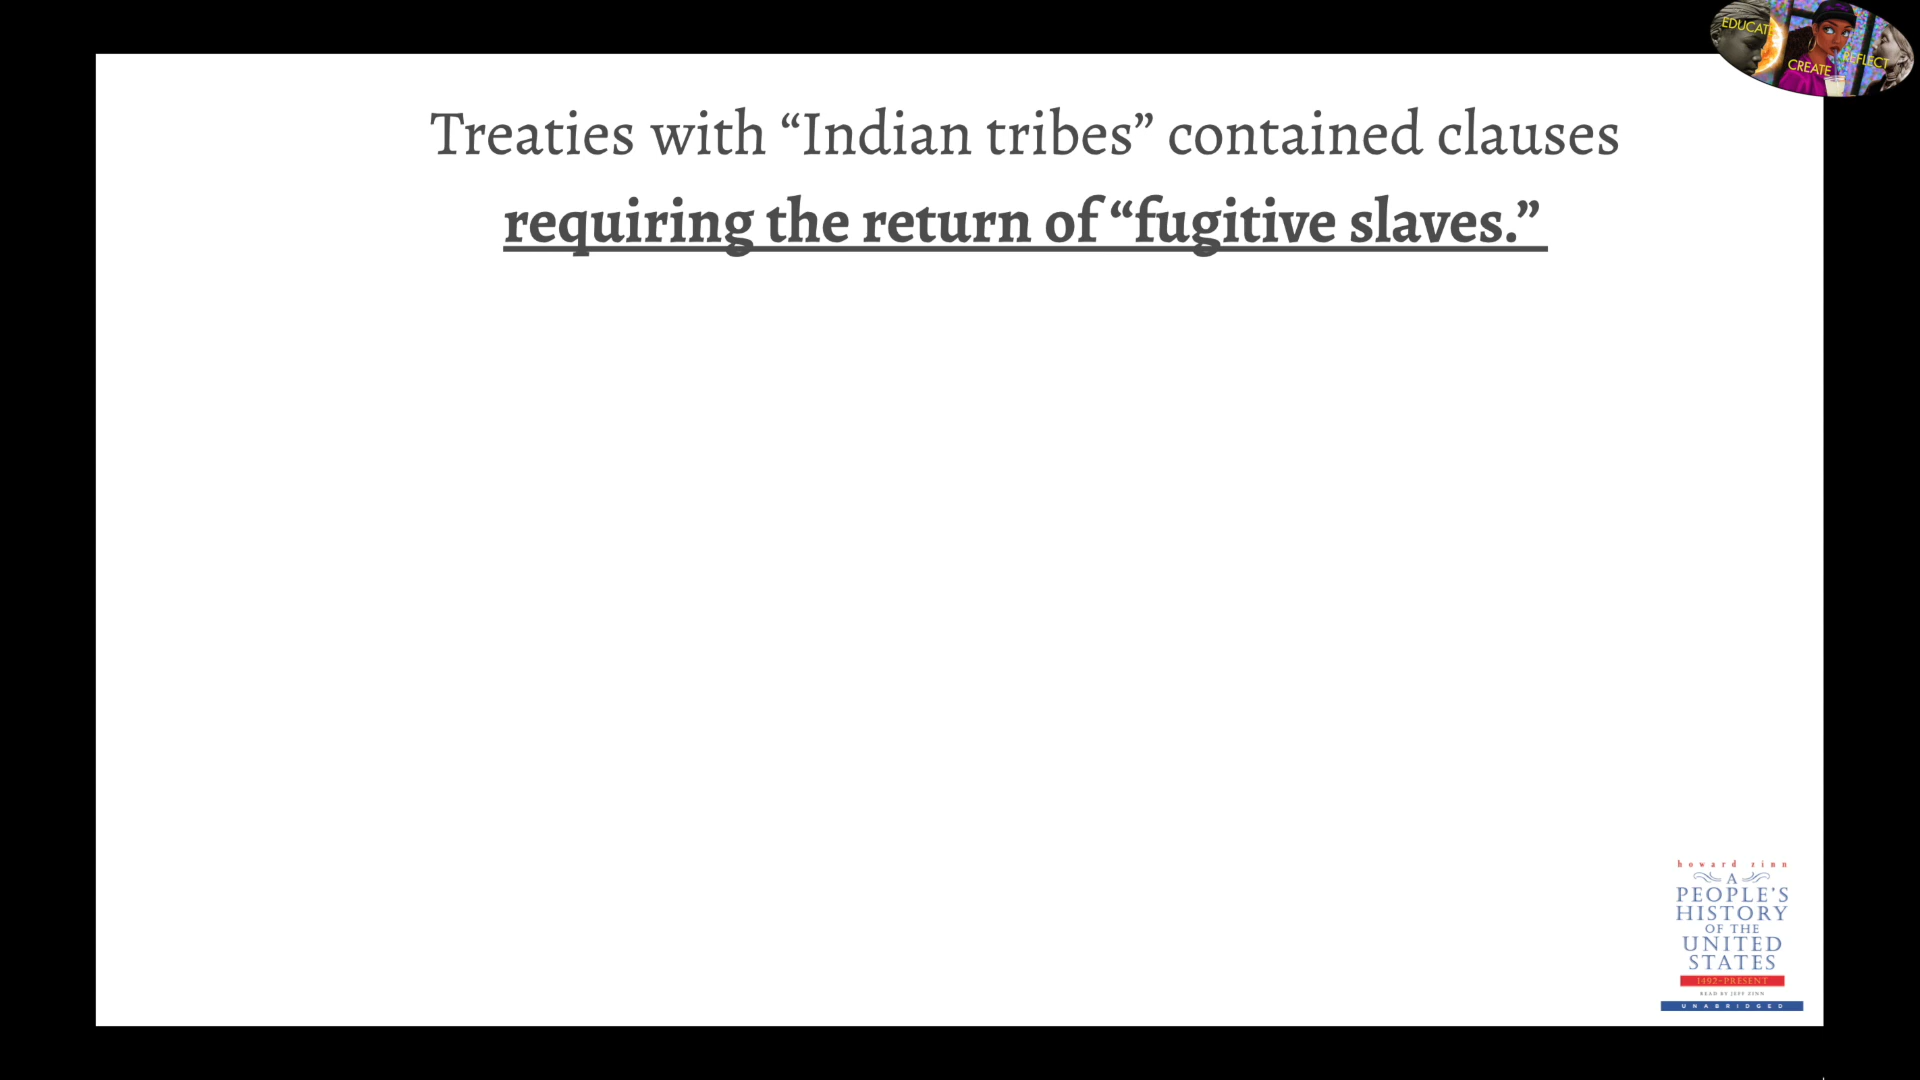 EDUCATE
CREATE
REFLECT
Treaties with “Indian tribes” contained clauses
requiring the return of “fugitive slaves.”
howard zinn
A
PEOPLE'S
HISTORY
OF THE
UNITED
STATES
1492-PRESENT
READ BY JEFF ZINN
UNABRIDGED